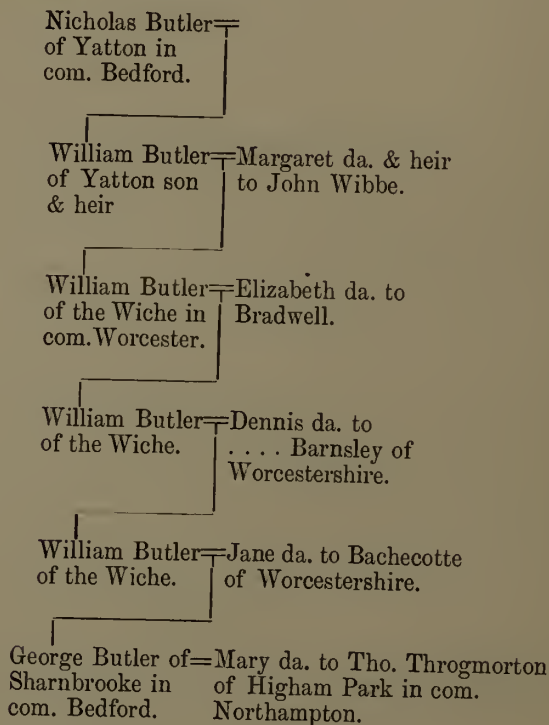 Nicholas Butler=
of Yatton in
com. Bedford.
William Butler=Margaret da. & heir
of Yatton son to John Wibbe.
& heir
William Butler=Elizabeth da. to
of the Wiche in Bradwell.
com. Worcester.
William Butler=Dennis da. to
of the Wiche. .... Barnsley of
Worcestershire.
William Butler=Jane da. to Bachecotte
of the Wiche. of Worcestershire.
George Butler of=Mary da. to Tho. Throgmorton
Sharnbrooke in of Higham Park in com.
com. Bedford. Northampton.